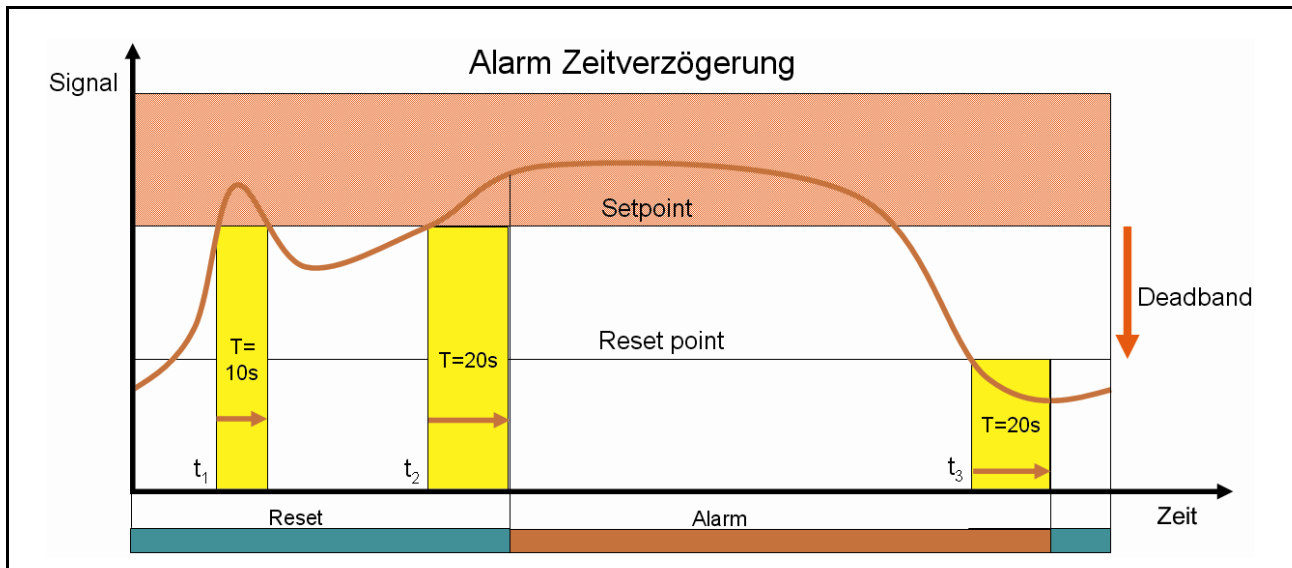 Alarm Zeitverzögerung
Signal
Setpoint
Deadband
Reset point
T=
10s
T=20s
T=20s
t₁
t₂
t₃
Reset
Alarm
Zeit